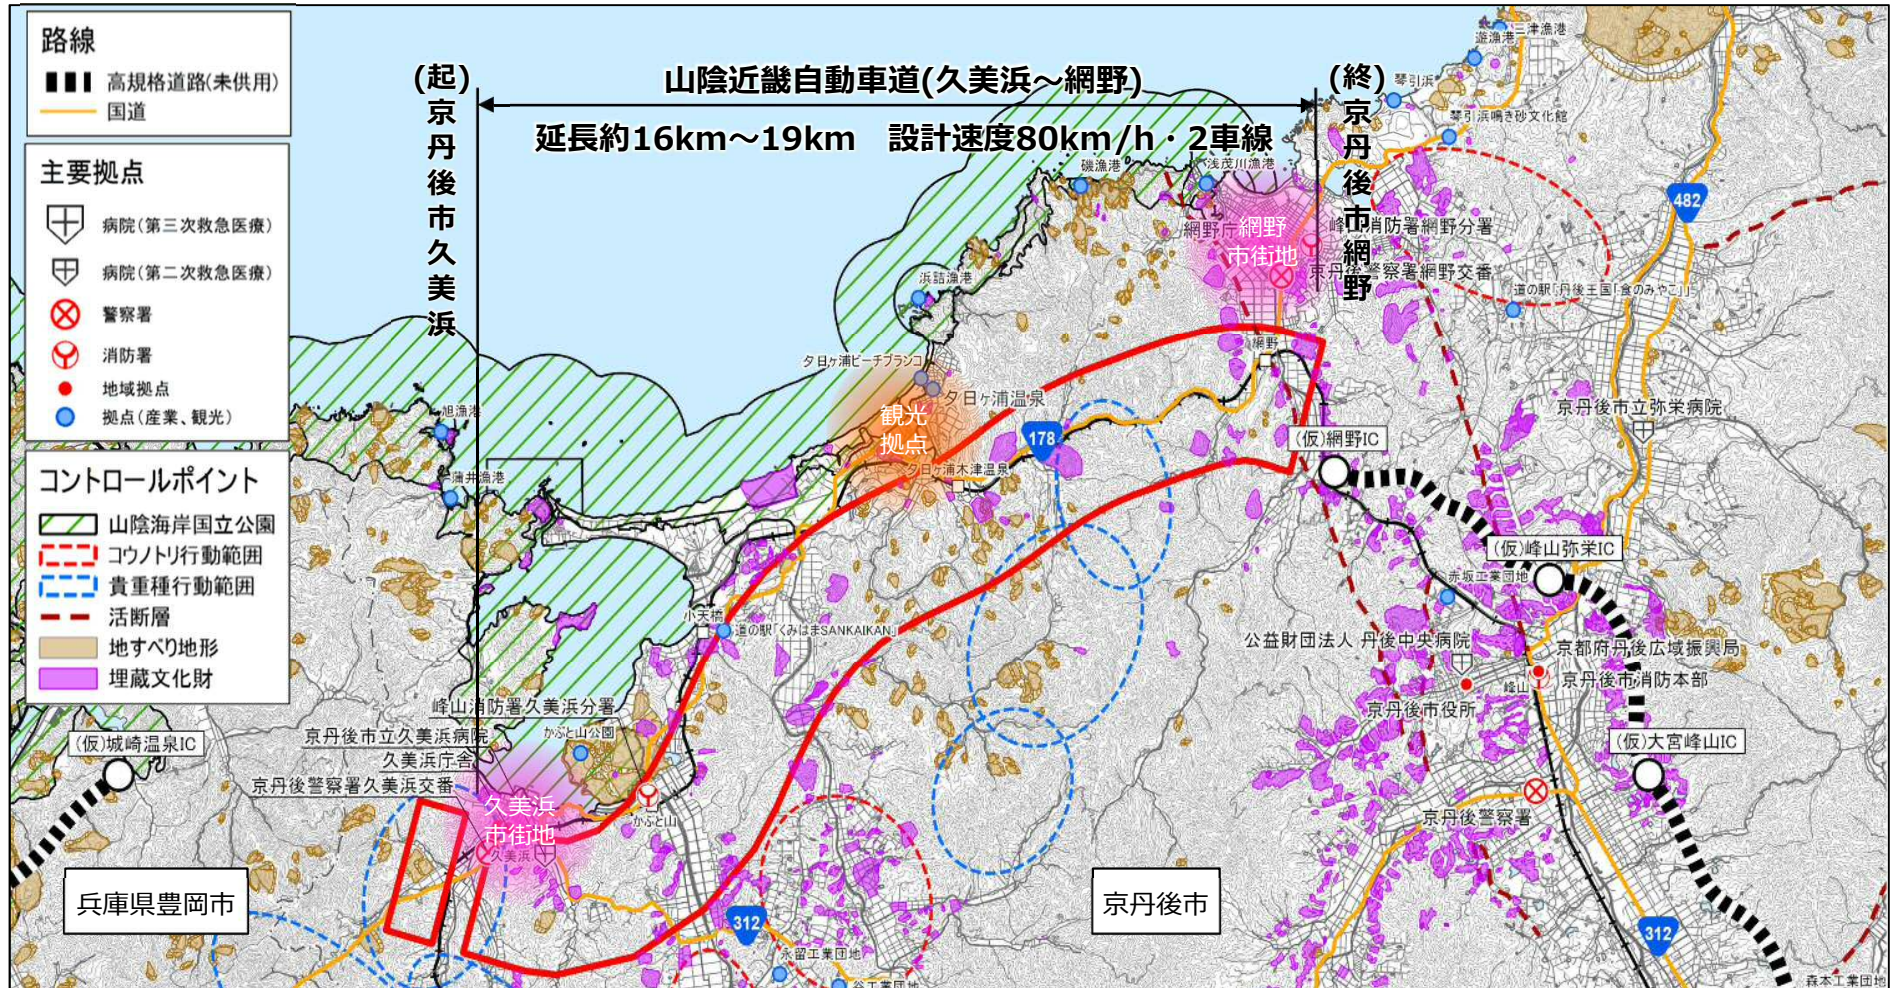 路線
高規格道路(未供用)
国道
主要拠点
病院(第三次救急医療)
病院(第二次救急医療)
警察署
消防署
地域拠点
拠点(産業、観光)
コントロールポイント
山陰海岸国立公園
コウノトリ行動範囲
貴重種行動範囲
活断層
地すべり地形
埋蔵文化財
(起)京丹後市久美浜
山陰近畿自動車道(久美浜~網野)
延長約16km~19km 設計速度80km/h・2車線
(終)京丹後市網野
三津漁港
遊漁港
琴引浜
琴引浜鳴き砂文化館
482
磯漁港
浅茂川漁港
網野庁舎
網野
市街地
峰山消防署網野分署
京丹後警察署網野交番
道の駅「丹後王国「食のみやこ」」
浜詰漁港
夕日ヶ浦ビーチブランコ
夕日ヶ浦温泉
観光
拠点
夕日ヶ浦木津温泉
178
網野
(仮)網野IC
京丹後市立弥栄病院
旭漁港
蒲井漁港
(仮)峰山弥栄IC
赤坂工業団地
小天橋
道の駅「くみはまSANKAIKAN」
公益財団法人 丹後中央病院
京都府丹後広域振興局
峰山
京丹後市消防本部
京丹後市役所
峰山消防署久美浜分署
かぶと山公園
京丹後市立久美浜病院
久美浜庁舎
京丹後警察署久美浜交番
(仮)城崎温泉IC
(仮)大宮峰山IC
久美浜
市街地
久美浜
かぶと山
京丹後警察署
兵庫県豊岡市
京丹後市
312
312
永留工業団地
谷工業団地
森本工業団地